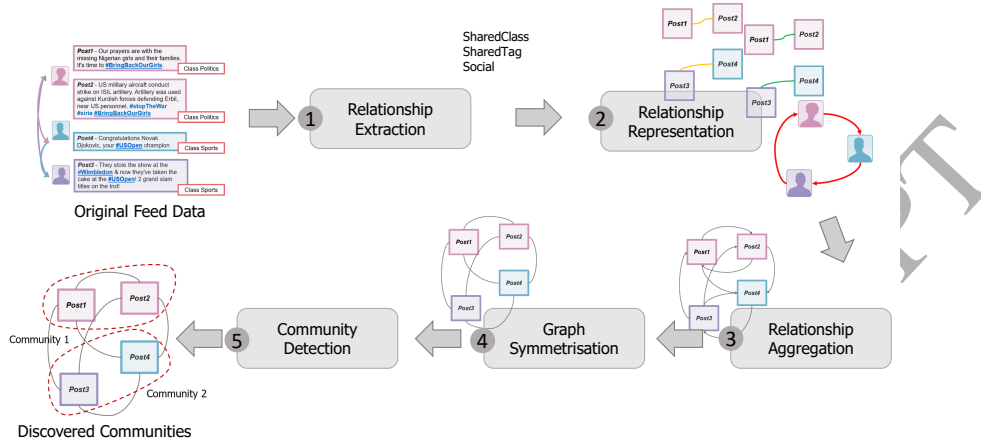 Post1 - Our prayers are with the
missing Nigerian girls and their families.
It's time to #BringBackOurGirls.
Class Politics
Post2 - US military aircraft conduct
strike on ISIL artillery. Artillery was used
against Kurdish forces defending Erbil,
near US personnel. #stopTheWar
#siria #BringBackOurGirls
Class Politics
Post4 - Congratulations Novak
Djokovic, your #USOpen champion
Class Sports
Post3 - They stole the show at the
#Wimbledon & now they've taken the
cake at the #USOpen! 2 grand slam
titles on the trot!
Class Sports
Original Feed Data
1
Relationship
Extraction
SharedClass
SharedTag
Social
Post1
Post2
Post1
Post2
Post3
Post4
Post3
Post4
2
Relationship
Representation
PT
Post1
Post2
Post4
Post3
3
Relationship
Aggregation
Post1
Post2
Post4
Post3
4
Graph
Symmetrisation
5
Community
Detection
Post1
Post2
Community 1
Post4
Post3
Community 2
Discovered Communities